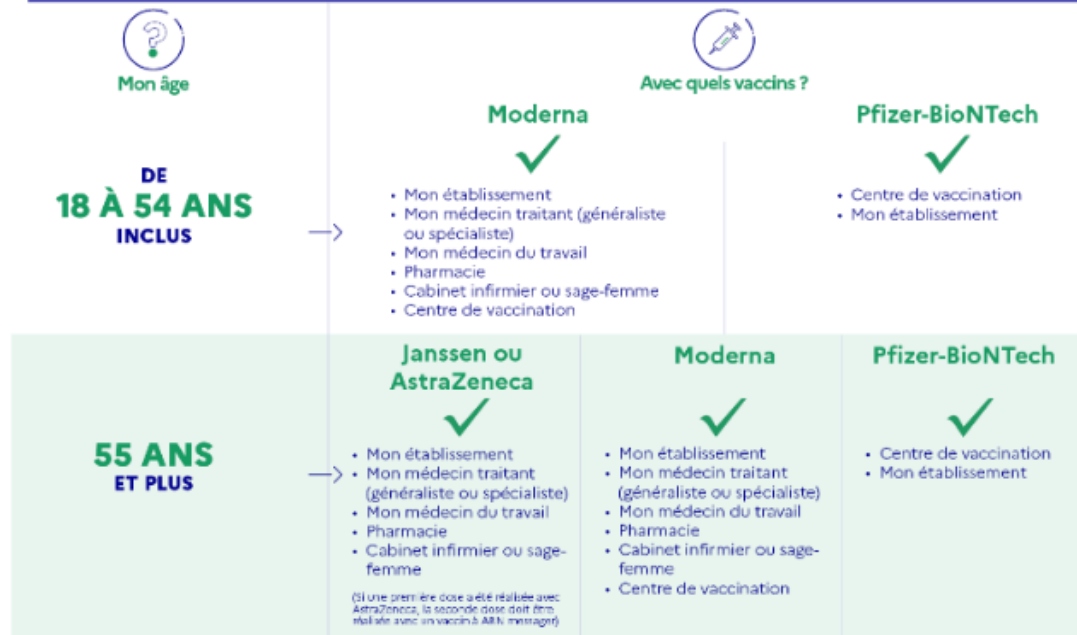 Mon âge
Avec quels vaccins ?
DE
18 À 54 ANS
INCLUS
Moderna
• Mon établissement
• Mon médecin traitant (généraliste
ou spécialiste)
• Mon médecin du travail
• Pharmacie
• Cabinet infirmier ou sage-femme
• Centre de vaccination
Pfizer-BioNTech
• Centre de vaccination
• Mon établissement
55 ANS
ET PLUS
Janssen ou
AstraZeneca
• Mon établissement
• Mon médecin traitant
(généraliste ou spécialiste)
• Mon médecin du travail
• Pharmacie
• Cabinet infirmier ou sage-
femme
(Si une première dose a été réalisée avec
AstraZeneca, la seconde dose doit être
réalisée avec un vaccin à ARN messager)
Moderna
• Mon établissement
• Mon médecin traitant
(généraliste ou spécialiste)
• Mon médecin du travail
• Pharmacie
• Cabinet infirmier ou sage-
femme
• Centre de vaccination
Pfizer-BioNTech
• Centre de vaccination
• Mon établissement